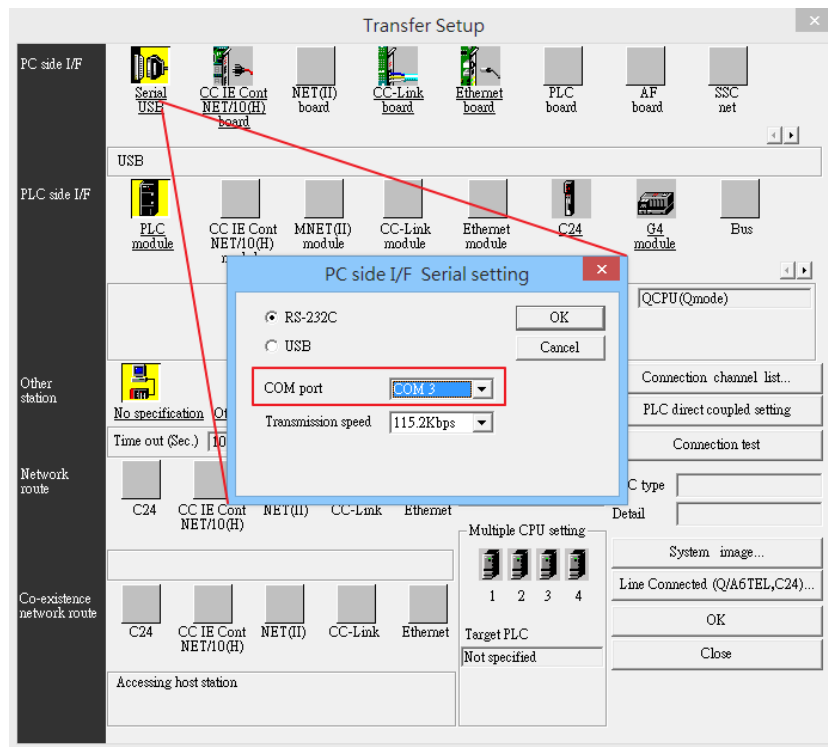 Transfer Setup
PC side I/F
Serial
USB
CC IE Cont
NET/10(H)
board
NET(II)
board
CC-Link
board
Ethernet
board
PLC
board
AF
board
SSC
net
USB
PLC side I/F
PLC
module
CC IE Cont
NET/10(H)
MNET(II)
module
CC-Link
module
Ethernet
module
C24
G4
module
Bus
QCPU(Qmode)
PC side I/F Serial setting
RS-232C
USB
OK
Cancel
COM port
COM 3
Transmission speed
115.2Kbps
Other
station
No specification
Time out (Sec.)
10
Connection channel list...
PLC direct coupled setting
Connection test
C type
Detail
System image...
Line Connected (Q/A6TEL,C24)...
OK
Close
Network
route
C24
CC IE Cont
NET/10(H)
NET(II)
CC-Link
Ethernet
Multiple CPU setting
1 2 3 4
Target PLC
Not specified
Co-existence
network route
C24
CC IE Cont
NET/10(H)
NET(II)
CC-Link
Ethernet
Accessing host station